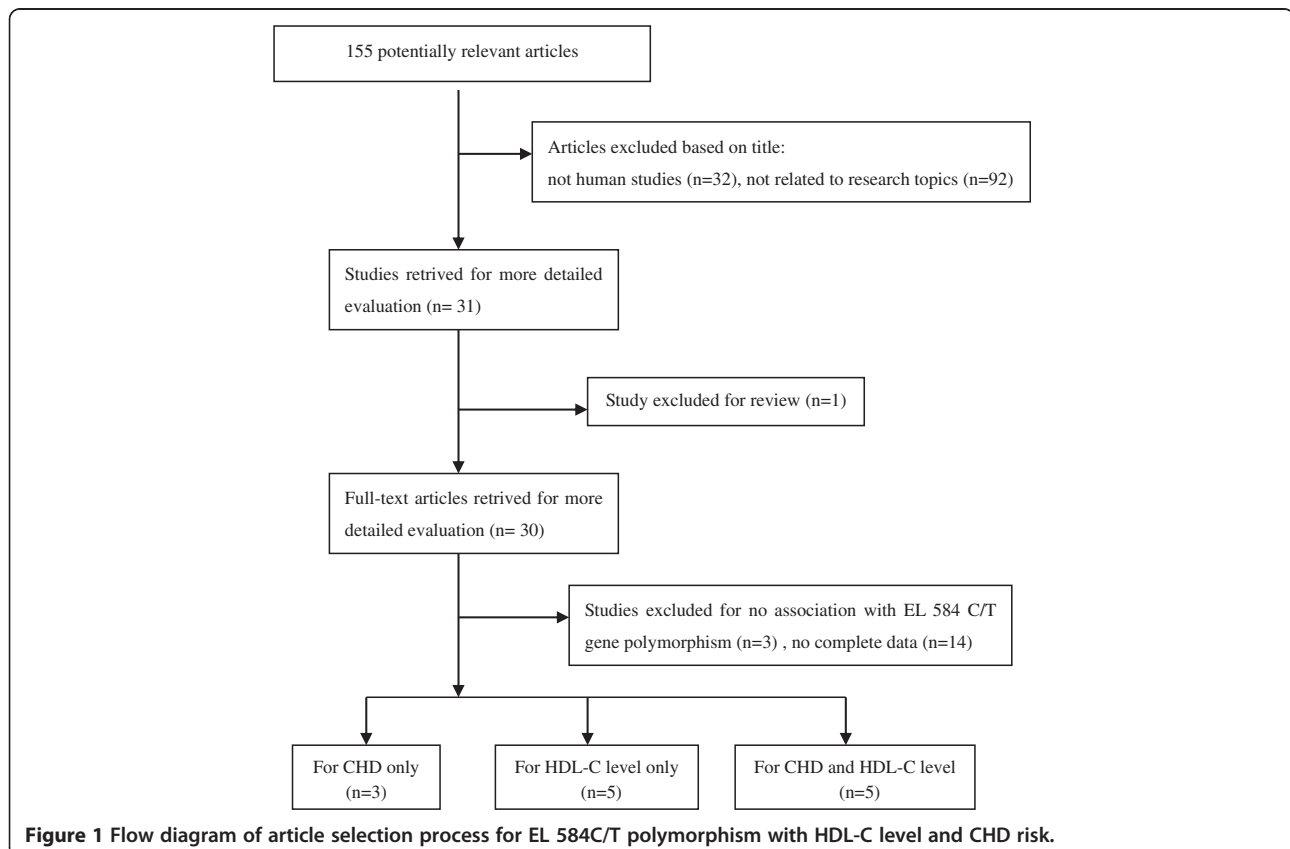 155 potentially relevant articles
Articles excluded based on title:
not human studies (n=32), not related to research topics (n=92)
Studies retrived for more detailed
evaluation (n= 31)
Study excluded for review (n=1)
Full-text articles retrived for more
detailed evaluation (n= 30)
Studies excluded for no association with EL 584 C/T
gene polymorphism (n=3) , no complete data (n=14)
For CHD only
(n=3)
For HDL-C level only
(n=5)
For CHD and HDL-C level
(n=5)
Figure 1 Flow diagram of article selection process for EL 584C/T polymorphism with HDL-C level and CHD risk.